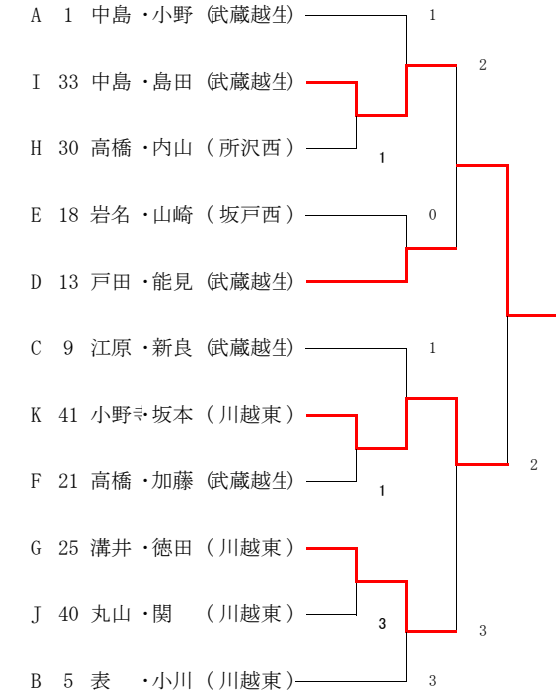 A 1 中島・小野 (武蔵越生) 1
2
I 33 中島・島田 (武蔵越生)
H 30 高橋・内山 (所沢西) 1
E 18 岩名・山崎 (坂戸西) 0
D 13 戸田・能見 (武蔵越生)
C 9 江原・新良 (武蔵越生) 1
K 41 小野寺・坂本 (川越東)
2
F 21 高橋・加藤 (武蔵越生) 1
G 25 溝井・徳田 (川越東)
J 40 丸山・関 (川越東) 3
3
B 5 表 ・小川 (川越東) 3